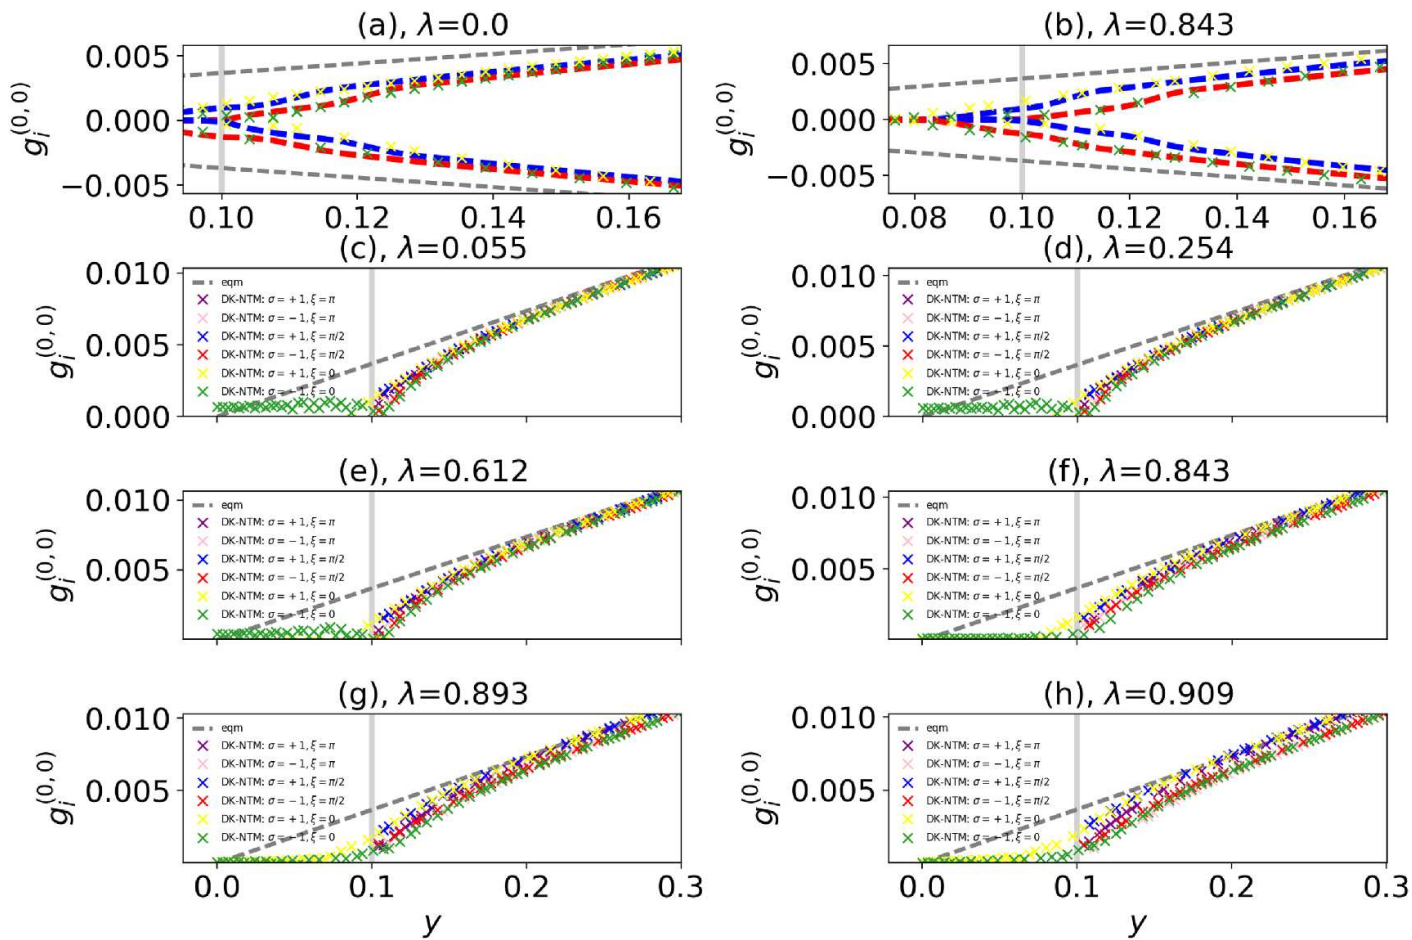 (a), λ=0.0
(b), λ=0.843
g_i^(0, 0)
0.005
0.000
−0.005
0.10
0.12
0.14
0.16
g_i^(0, 0)
0.005
0.000
−0.005
0.08
0.10
0.12
0.14
0.16
(c), λ=0.055
(d), λ=0.254
g_i^(0, 0)
0.010
0.005
0.000
eqm
DK-NTM: σ = +1, ξ = π
DK-NTM: σ = −1, ξ = π
DK-NTM: σ = +1, ξ = π/2
DK-NTM: σ = −1, ξ = π/2
DK-NTM: σ = +1, ξ = 0
DK-NTM: σ = −1, ξ = 0
g_i^(0, 0)
0.010
0.005
0.000
eqm
DK-NTM: σ = +1, ξ = π
DK-NTM: σ = −1, ξ = π
DK-NTM: σ = +1, ξ = π/2
DK-NTM: σ = −1, ξ = π/2
DK-NTM: σ = +1, ξ = 0
DK-NTM: σ = −1, ξ = 0
(e), λ=0.612
(f), λ=0.843
g_i^(0, 0)
0.010
0.005
eqm
DK-NTM: σ = +1, ξ = π
DK-NTM: σ = −1, ξ = π
DK-NTM: σ = +1, ξ = π/2
DK-NTM: σ = −1, ξ = π/2
DK-NTM: σ = +1, ξ = 0
DK-NTM: σ = −1, ξ = 0
g_i^(0, 0)
0.010
0.005
eqm
DK-NTM: σ = +1, ξ = π
DK-NTM: σ = −1, ξ = π
DK-NTM: σ = +1, ξ = π/2
DK-NTM: σ = −1, ξ = π/2
DK-NTM: σ = +1, ξ = 0
DK-NTM: σ = −1, ξ = 0
(g), λ=0.893
(h), λ=0.909
g_i^(0, 0)
0.010
0.005
eqm
DK-NTM: σ = +1, ξ = π
DK-NTM: σ = −1, ξ = π
DK-NTM: σ = +1, ξ = π/2
DK-NTM: σ = −1, ξ = π/2
DK-NTM: σ = +1, ξ = 0
DK-NTM: σ = −1, ξ = 0
0.0
0.1
0.2
0.3
y
g_i^(0, 0)
0.010
0.005
eqm
DK-NTM: σ = +1, ξ = π
DK-NTM: σ = −1, ξ = π
DK-NTM: σ = +1, ξ = π/2
DK-NTM: σ = −1, ξ = π/2
DK-NTM: σ = +1, ξ = 0
DK-NTM: σ = −1, ξ = 0
0.0
0.1
0.2
0.3
y